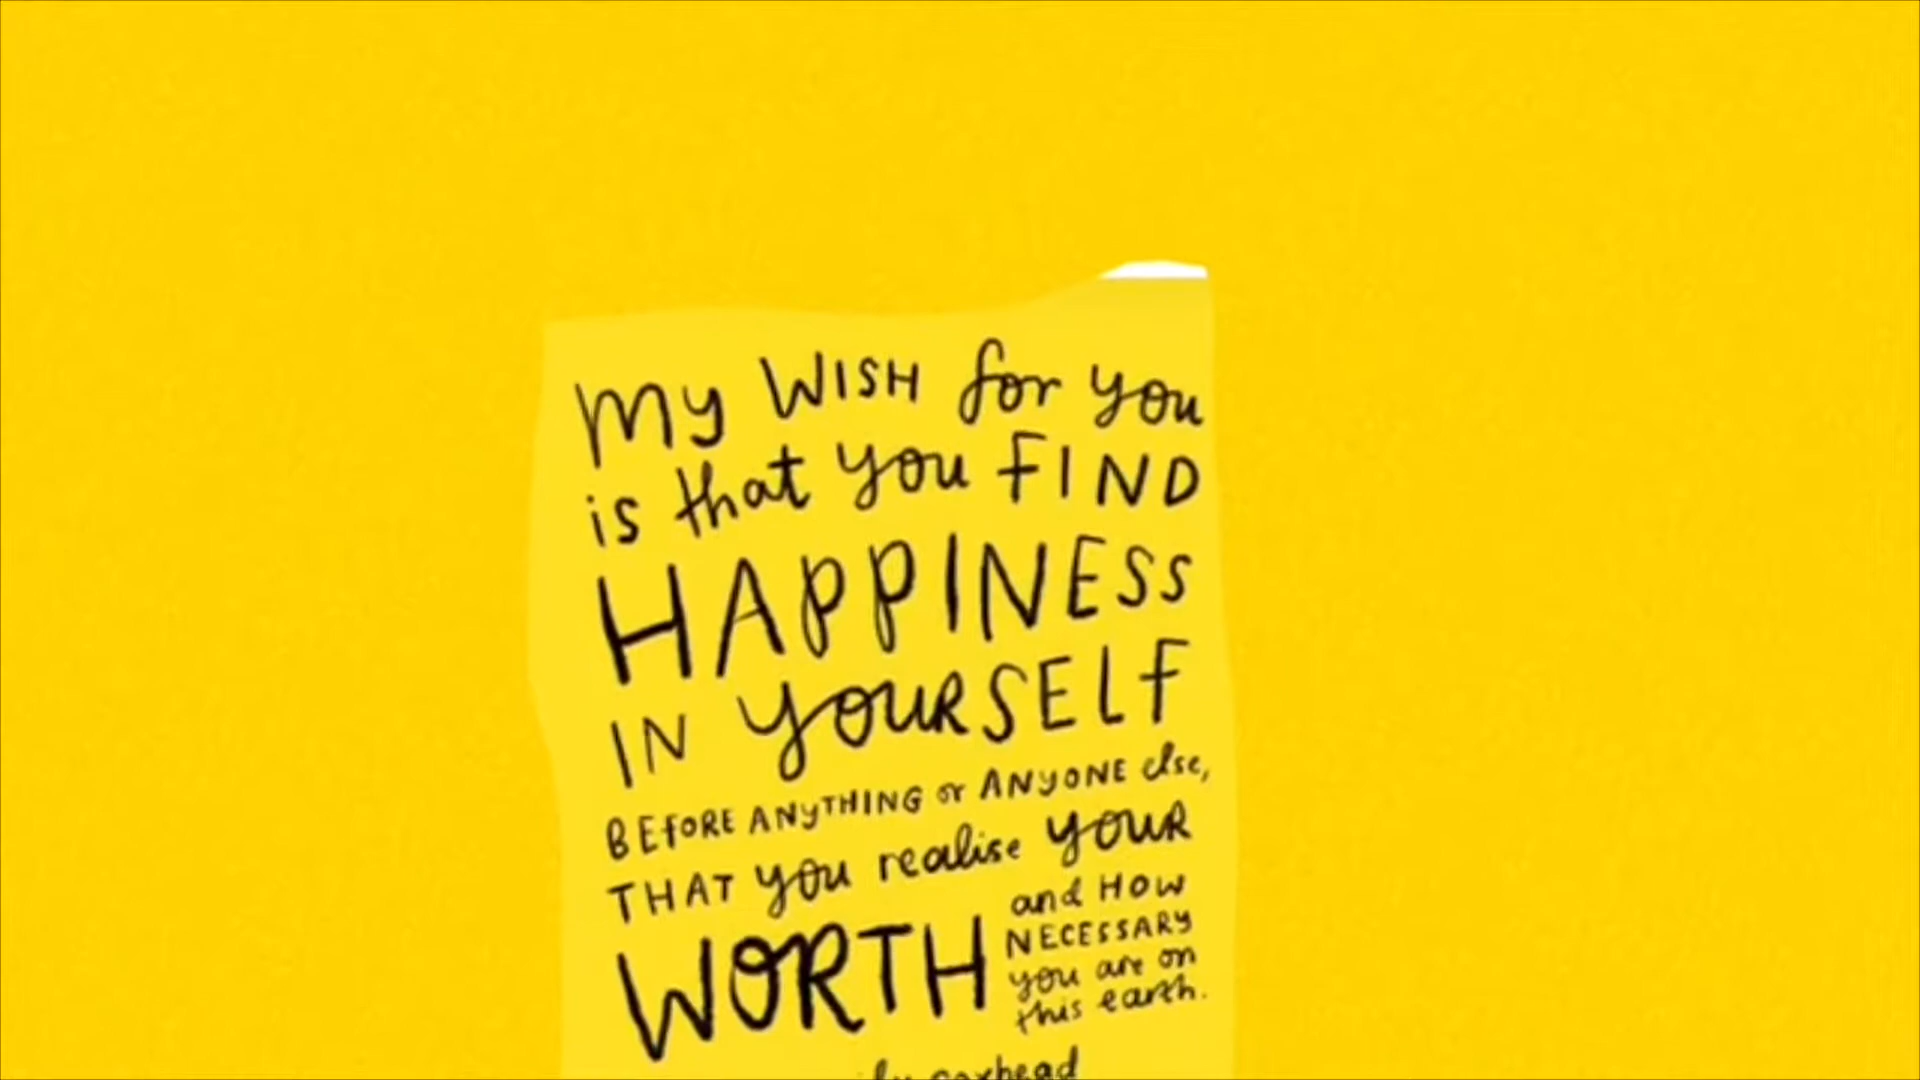 My WISH for you
is that you FIND
HAPPINESS
IN YOURSELF
BEFORE ANYTHING or ANYONE else,
THAT you realise YOUR
WORTH and HOW
NECESSARY
you are on
this earth.
coxhead